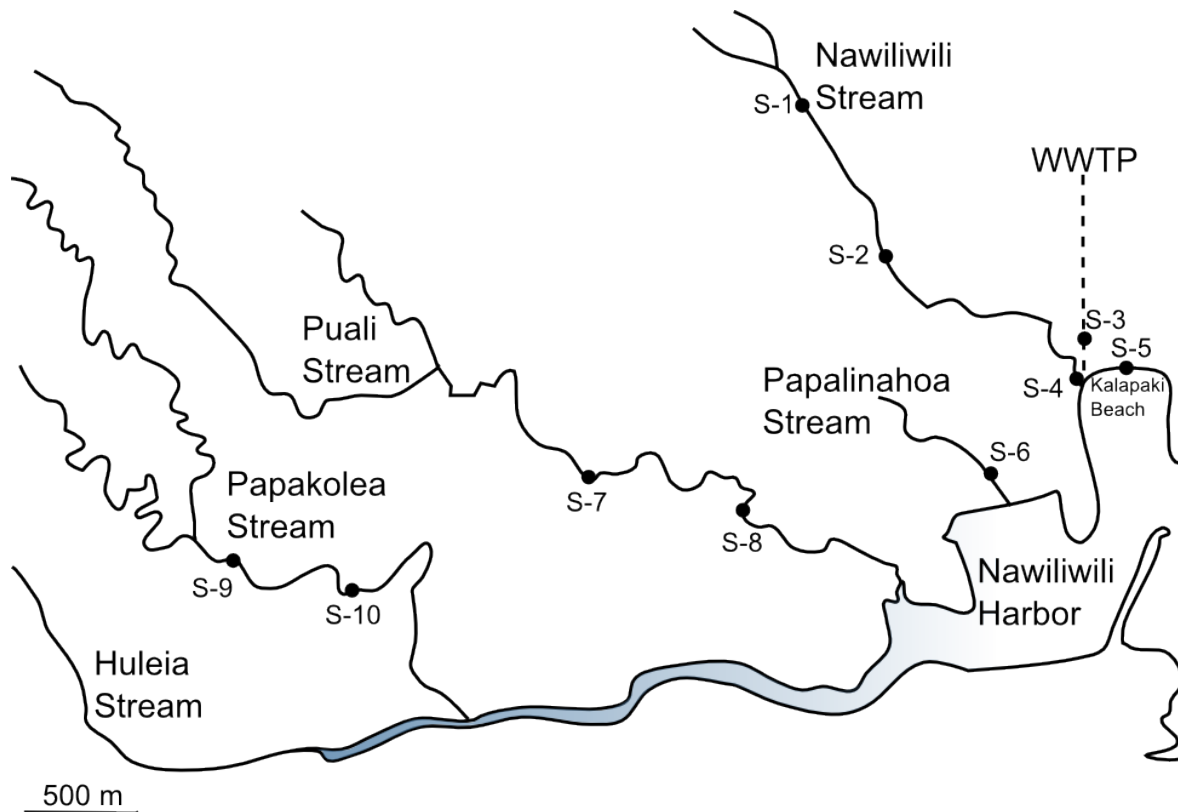 Nawiliwili
Stream
S-1
WWTP
S-2
S-3
Puali
Stream
S-5
Papalinahoa
Stream
S-4
Kalapaki
Beach
S-6
Papakolea
Stream
S-7
S-8
S-9
S-10
Nawiliwili
Harbor
Huleia
Stream
500 m